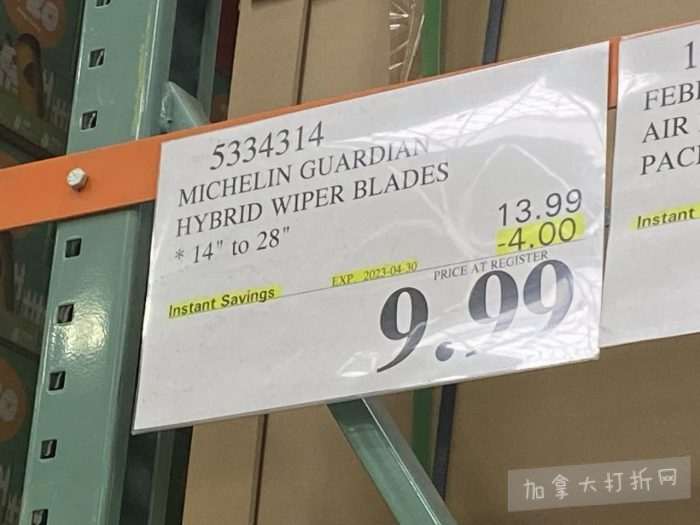 5334314
MICHELIN GUARDIAN
HYBRID WIPER BLADES
* 14" to 28"
13.99
-4.00
Instant Savings
EXP. 2023-04-30
PRICE AT REGISTER
9.99
1
FEB
AIR
PAC
Instant
加拿大打折网